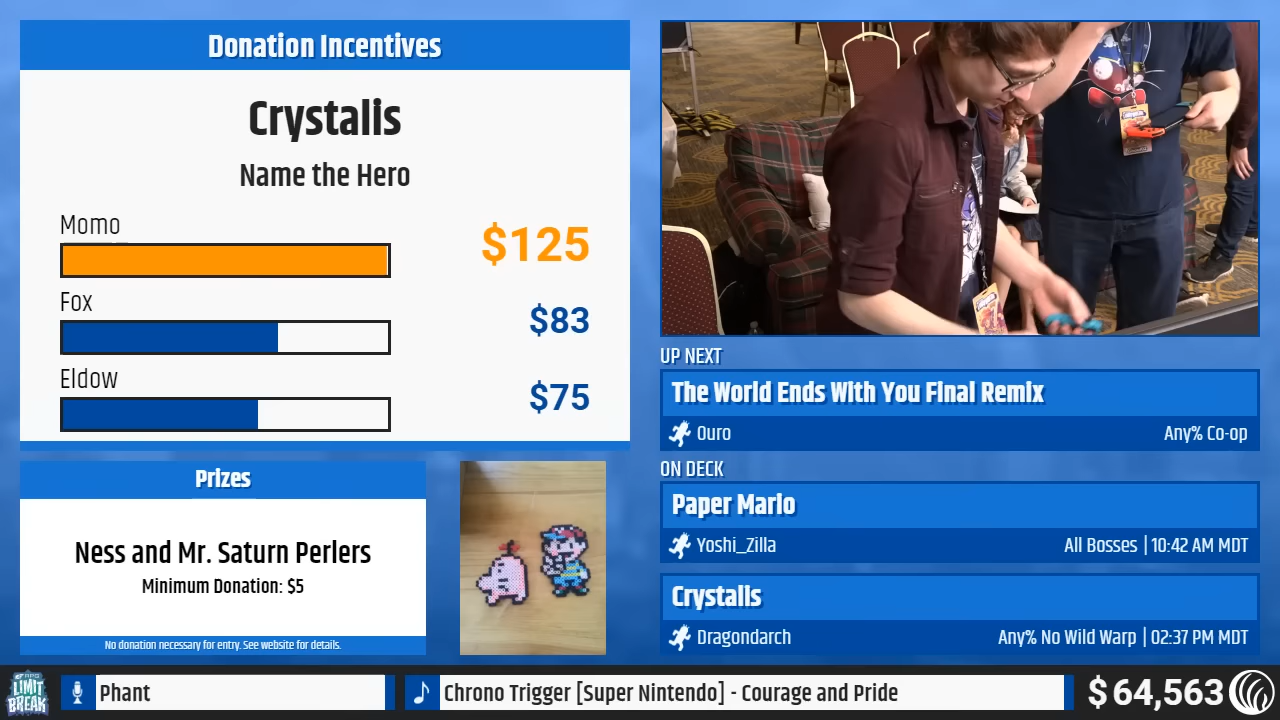 Donation Incentives
Crystalis
Name the Hero
Momo
$125
Fox
$83
Eldow
$75
Prizes
Ness and Mr. Saturn Perlers
Minimum Donation: $5
No donation necessary for entry. See website for details.
UP NEXT
The World Ends With You Final Remix
Ouro
Any% Co-op
ON DECK
Paper Mario
Yoshi_Zilla
All Bosses | 10:42 AM MDT
Crystalis
Dragondarch
Any% No Wild Warp | 02:37 PM MDT
RPG
LIMIT
BREAK
Phant
Chrono Trigger [Super Nintendo] - Courage and Pride
$64,563